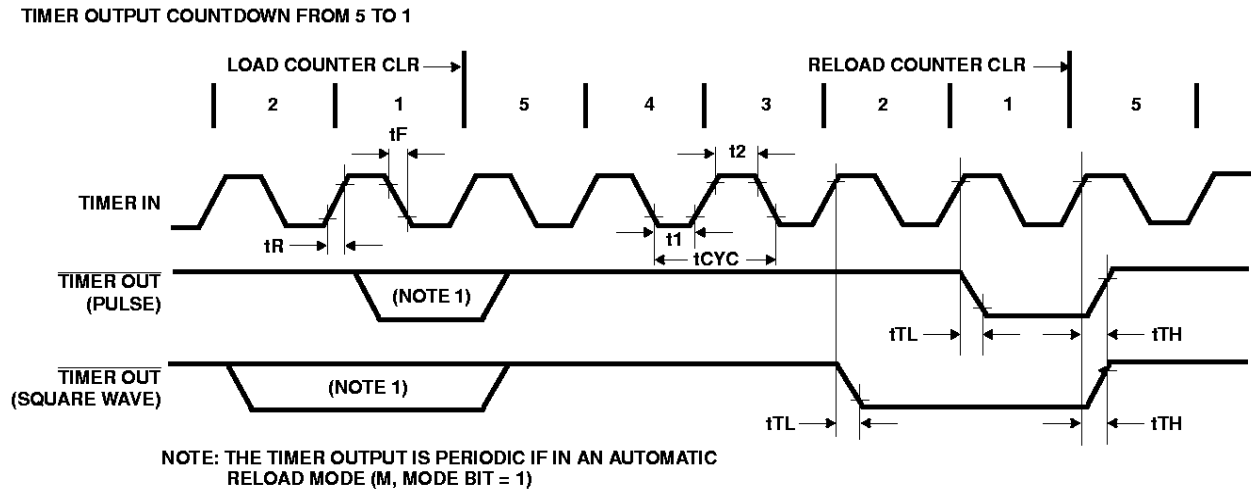 TIMER OUTPUT COUNTDOWN FROM 5 TO 1
LOAD COUNTER CLR
RELOAD COUNTER CLR
2 1 5 4 3 2 1 5
tF
t2
TIMER IN
tR
t1
tCYC
TIMER OUT
(PULSE)
(NOTE 1)
tTL
tTH
TIMER OUT
(SQUARE WAVE)
(NOTE 1)
tTL
tTH
NOTE: THE TIMER OUTPUT IS PERIODIC IF IN AN AUTOMATIC
RELOAD MODE (M, MODE BIT = 1)